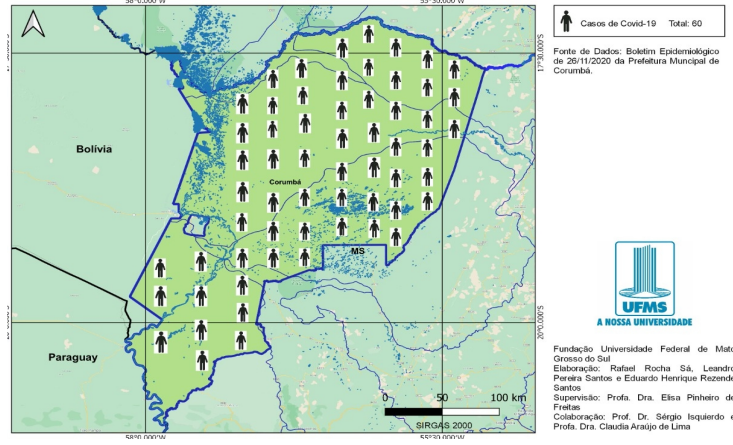 58°0.000'W
55°30.000'W
17°30.000'S
17°30.000'S
Bolívia
Corumbá
MS
Paraguay
20°0.000'S
0 50 100 km
SIRGAS 2000
58°0.000'W
55°30.000'W
Casos de Covid-19 Total: 60
Fonte de Dados: Boletim Epidemiológico
de 26/11/2020 da Prefeitura Muncipal de
Corumbá.
UFMS
A NOSSA UNIVERSIDADE
Fundação Universidade Federal de Mato
Grosso do Sul
Elaboração: Rafael Rocha Sá, Leandro
Pereira Santos e Eduardo Henrique Rezende
Santos
Supervisão: Profa. Dra. Elisa Pinheiro de
Freitas
Colaboração: Prof. Dr. Sérgio Isquierdo e
Profa. Dra. Claudia Araújo de Lima